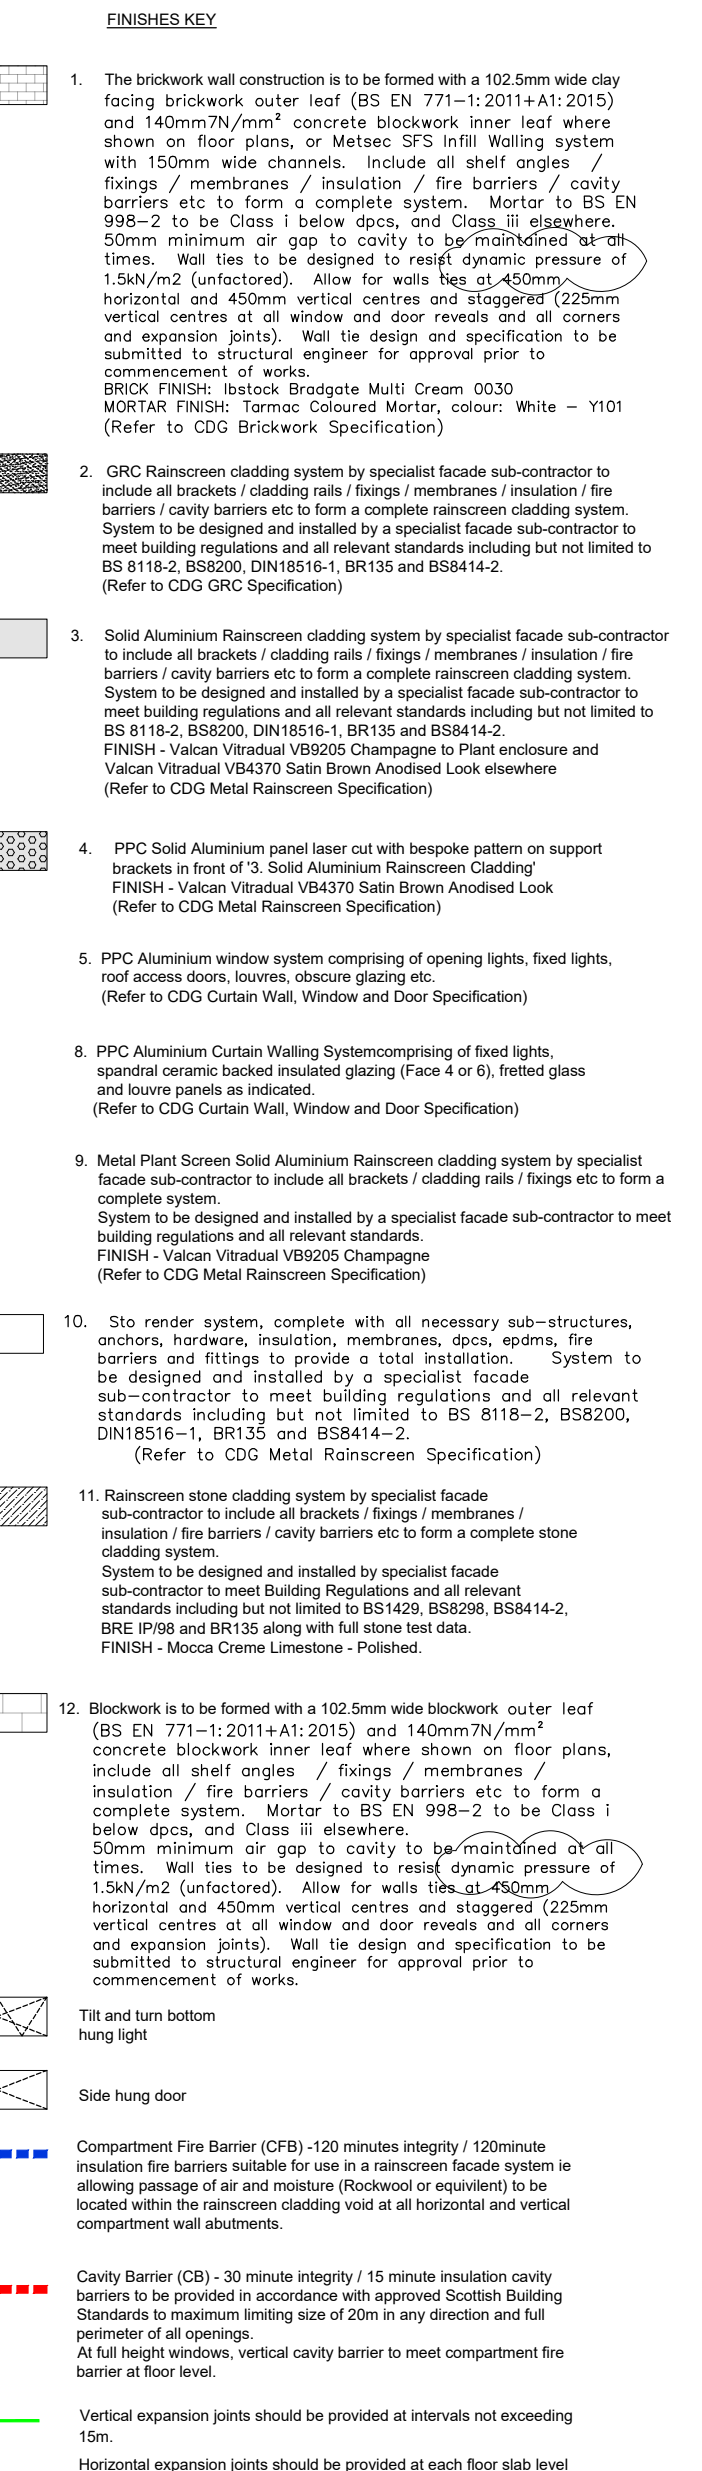 FINISHES KEY
1. The brickwork wall construction is to be formed with a 102.5mm wide clay
facing brickwork outer leaf (BS EN 771-1:2011+A1:2015)
and 140mm7N/mm² concrete blockwork inner leaf where
shown on floor plans, or Metsec SFS Infill Walling system
with 150mm wide channels. Include all shelf angles /
fixings / membranes / insulation / fire barriers / cavity
barriers etc to form a complete system. Mortar to BS EN
998-2 to be Class i below dpcs, and Class iii elsewhere.
50mm minimum air gap to cavity to be maintained at all
times. Wall ties to be designed to resist dynamic pressure of
1.5kN/m2 (unfactored). Allow for walls ties at 450mm
horizontal and 450mm vertical centres and staggered (225mm
vertical centres at all window and door reveals and all corners
and expansion joints). Wall tie design and specification to be
submitted to structural engineer for approval prior to
commencement of works.
BRICK FINISH: Ibstock Bradgate Multi Cream 0030
MORTAR FINISH: Tarmac Coloured Mortar, colour: White - Y101
(Refer to CDG Brickwork Specification)
2. GRC Rainscreen cladding system by specialist facade sub-contractor to
include all brackets / cladding rails / fixings / membranes / insulation / fire
barriers / cavity barriers etc to form a complete rainscreen cladding system.
System to be designed and installed by a specialist facade sub-contractor to
meet building regulations and all relevant standards including but not limited to
BS 8118-2, BS8200, DIN18516-1, BR135 and BS8414-2.
(Refer to CDG GRC Specification)
3. Solid Aluminium Rainscreen cladding system by specialist facade sub-contractor
to include all brackets / cladding rails / fixings / membranes / insulation / fire
barriers / cavity barriers etc to form a complete rainscreen cladding system.
System to be designed and installed by a specialist facade sub-contractor to
meet building regulations and all relevant standards including but not limited to
BS 8118-2, BS8200, DIN18516-1, BR135 and BS8414-2.
FINISH - Valcan Vitradual VB9205 Champagne to Plant enclosure and
Valcan Vitradual VB4370 Satin Brown Anodised Look elsewhere
(Refer to CDG Metal Rainscreen Specification)
4. PPC Solid Aluminium panel laser cut with bespoke pattern on support
brackets in front of '3. Solid Aluminium Rainscreen Cladding'
FINISH - Valcan Vitradual VB4370 Satin Brown Anodised Look
(Refer to CDG Metal Rainscreen Specification)
5. PPC Aluminium window system comprising of opening lights, fixed lights,
roof access doors, louvres, obscure glazing etc.
(Refer to CDG Curtain Wall, Window and Door Specification)
8. PPC Aluminium Curtain Walling Systemcomprising of fixed lights,
spandral ceramic backed insulated glazing (Face 4 or 6), fretted glass
and louvre panels as indicated.
(Refer to CDG Curtain Wall, Window and Door Specification)
9. Metal Plant Screen Solid Aluminium Rainscreen cladding system by specialist
facade sub-contractor to include all brackets / cladding rails / fixings etc to form a
complete system.
System to be designed and installed by a specialist facade sub-contractor to meet
building regulations and all relevant standards.
FINISH - Valcan Vitradual VB9205 Champagne
(Refer to CDG Metal Rainscreen Specification)
10. Sto render system, complete with all necessary sub-structures,
anchors, hardware, insulation, membranes, dpcs, epdms, fire
barriers and fittings to provide a total installation. System to
be designed and installed by a specialist facade
sub-contractor to meet building regulations and all relevant
standards including but not limited to BS 8118-2, BS8200,
DIN18516-1, BR135 and BS8414-2.
(Refer to CDG Metal Rainscreen Specification)
11. Rainscreen stone cladding system by specialist facade
sub-contractor to include all brackets / fixings / membranes /
insulation / fire barriers / cavity barriers etc to form a complete stone
cladding system.
System to be designed and installed by specialist facade
sub-contractor to meet Building Regulations and all relevant
standards including but not limited to BS1429, BS8298, BS8414-2,
BRE IP/98 and BR135 along with full stone test data.
FINISH - Mocca Creme Limestone - Polished.
12. Blockwork is to be formed with a 102.5mm wide blockwork outer leaf
(BS EN 771-1:2011+A1:2015) and 140mm7N/mm²
concrete blockwork inner leaf where shown on floor plans,
include all shelf angles / fixings / membranes /
insulation / fire barriers / cavity barriers etc to form a
complete system. Mortar to BS EN 998-2 to be Class i
below dpcs, and Class iii elsewhere.
50mm minimum air gap to cavity to be maintained at all
times. Wall ties to be designed to resist dynamic pressure of
1.5kN/m2 (unfactored). Allow for walls ties at 450mm
horizontal and 450mm vertical centres and staggered (225mm
vertical centres at all window and door reveals and all corners
and expansion joints). Wall tie design and specification to be
submitted to structural engineer for approval prior to
commencement of works.
Tilt and turn bottom
hung light
Side hung door
Compartment Fire Barrier (CFB) -120 minutes integrity / 120minute
insulation fire barriers suitable for use in a rainscreen facade system ie
allowing passage of air and moisture (Rockwool or equivilent) to be
located within the rainscreen cladding void at all horizontal and vertical
compartment wall abutments.
Cavity Barrier (CB) - 30 minute integrity / 15 minute insulation cavity
barriers to be provided in accordance with approved Scottish Building
Standards to maximum limiting size of 20m in any direction and full
perimeter of all openings.
At full height windows, vertical cavity barrier to meet compartment fire
barrier at floor level.
Vertical expansion joints should be provided at intervals not exceeding
15m.
Horizontal expansion joints should be provided at each floor slab level